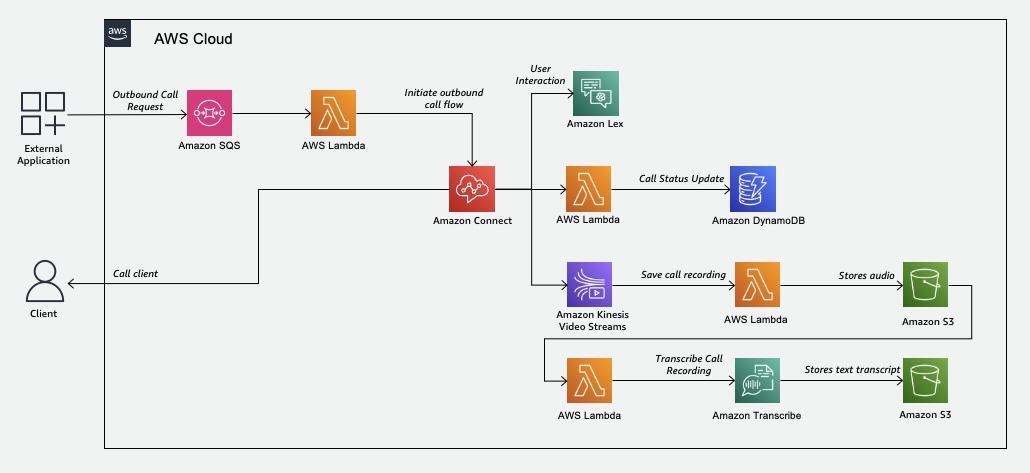 aws
AWS Cloud
Outbound Call
Request
Initiate outbound
call flow
User
Interaction
External
Application
Amazon SQS
AWS Lambda
Amazon Lex
Amazon Connect
AWS Lambda
Call Status Update
Amazon DynamoDB
Call client
Client
Amazon Kinesis
Video Streams
Save call recording
AWS Lambda
Stores audio
Amazon S3
AWS Lambda
Transcribe Call
Recording
Amazon Transcribe
Stores text transcript
Amazon S3